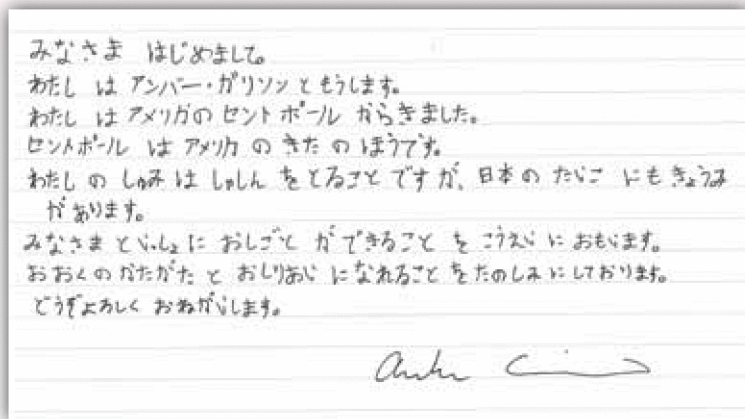 みなさま はじめまして。
わたし は アンバー・ガリソン と もうします。
わたし は アメリカの セントポール からきました。
セントポール は アメリカ の きた の ほうです。
わたし の しゅみ は しゃしん を とること です が、日本の たいこ にも きょうみ
があります。
みなさま と いっしょ に おしごと が できること を こうえい に おもいます。
おおくの かたがた と おしりあい に なれること を たのしみ に しております。
どうぞよろしく おねがいします。